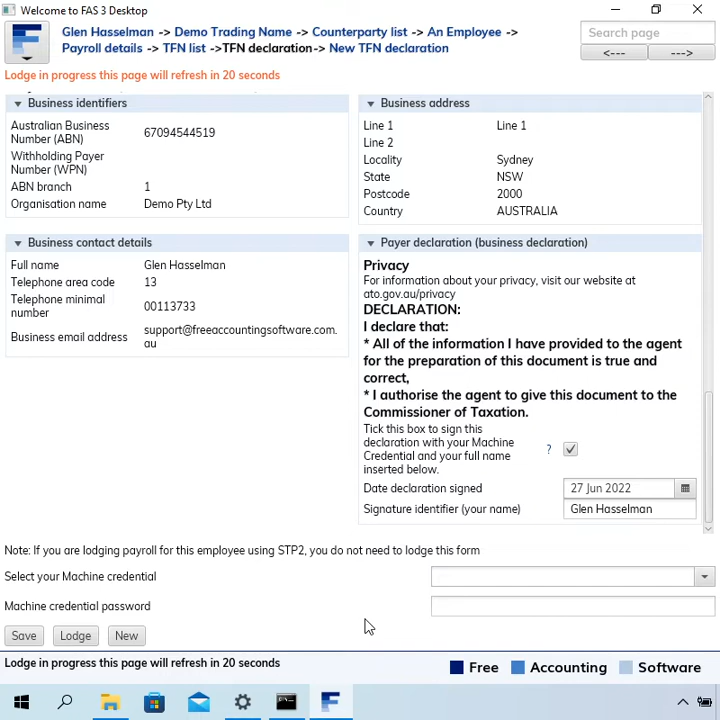 Welcome to FAS 3 Desktop
Glen Hasselman -> Demo Trading Name -> Counterparty list -> An Employee ->
Payroll details -> TFN list ->TFN declaration-> New TFN declaration
Search page
<---
--->
Lodge in progress this page will refresh in 20 seconds
Business identifiers
Australian Business
Number (ABN)
67094544519
Withholding Payer
Number (WPN)
ABN branch
1
Organisation name
Demo Pty Ltd
Business address
Line 1
Line 1
Line 2
Locality
Sydney
State
NSW
Postcode
2000
Country
AUSTRALIA
Business contact details
Full name
Glen Hasselman
Telephone area code
13
Telephone minimal
number
00113733
Business email address
support@freeaccountingsoftware.com.
au
Payer declaration (business declaration)
Privacy
For information about your privacy, visit our website at
ato.gov.au/privacy
DECLARATION:
I declare that:
* All of the information I have provided to the agent
for the preparation of this document is true and
correct,
* I authorise the agent to give this document to the
Commissioner of Taxation.
Tick this box to sign this
declaration with your Machine
Credential and your full name
inserted below.
?
Date declaration signed
27 Jun 2022
Signature identifier (your name)
Glen Hasselman
Note: If you are lodging payroll for this employee using STP2, you do not need to lodge this form
Select your Machine credential
Machine credential password
Save
Lodge
New
Lodge in progress this page will refresh in 20 seconds
Free
Accounting
Software